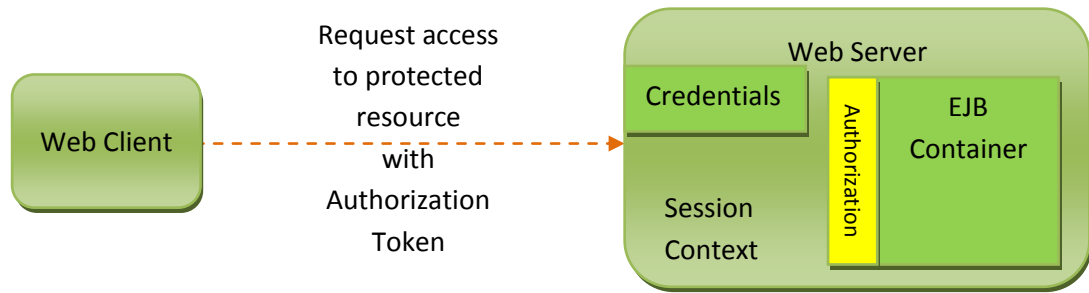 Web Client
Request access
to protected
resource
with
Authorization
Token
Web Server
Credentials
Session
Context
Authorization
EJB
Container